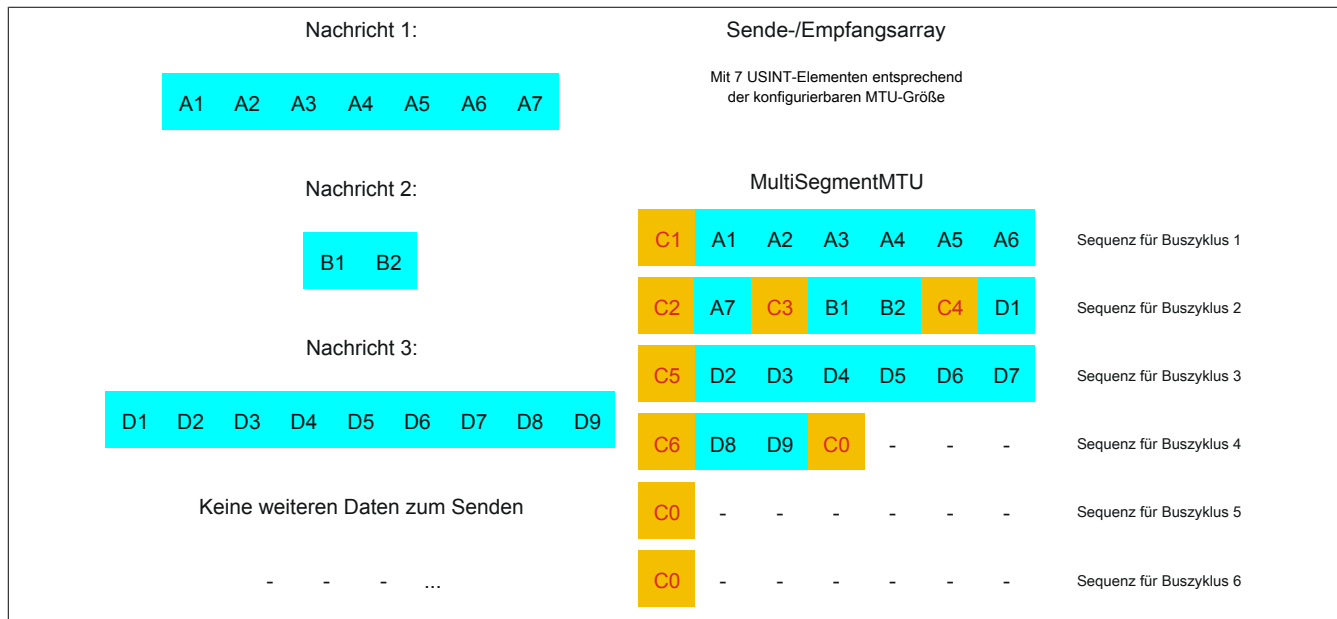 Nachricht 1:
A1 A2 A3 A4 A5 A6 A7
Nachricht 2:
B1 B2
Nachricht 3:
D1 D2 D3 D4 D5 D6 D7 D8 D9
Keine weiteren Daten zum Senden
- - - ...
Sende-/Empfangsarray
Mit 7 USINT-Elementen entsprechend
der konfigurierbaren MTU-Größe
MultiSegmentMTU
C1 A1 A2 A3 A4 A5 A6 Sequenz für Buszyklus 1
C2 A7 C3 B1 B2 C4 D1 Sequenz für Buszyklus 2
C5 D2 D3 D4 D5 D6 D7 Sequenz für Buszyklus 3
C6 D8 D9 C0 - - - Sequenz für Buszyklus 4
C0 - - - - - - Sequenz für Buszyklus 5
C0 - - - - - - Sequenz für Buszyklus 6